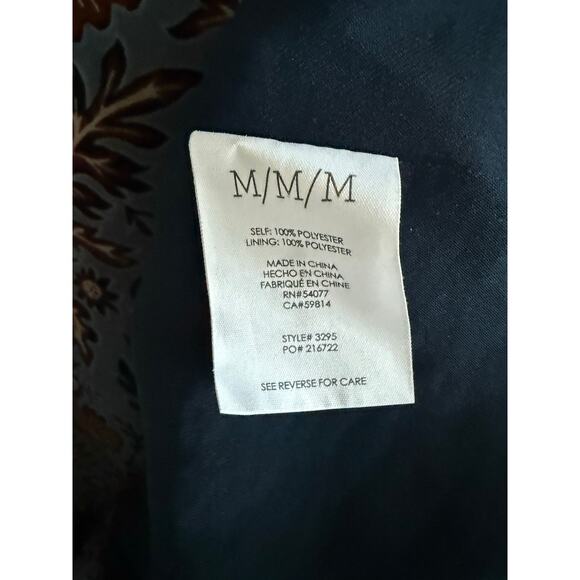 M/M/M
SELF: 100% POLYESTER
LINING: 100% POLYESTER
MADE IN CHINA
HECHO EN CHINA
FABRIQUÉ EN CHINE
RN#54077
CA#59814
STYLE# 3295
PO# 216722
SEE REVERSE FOR CARE